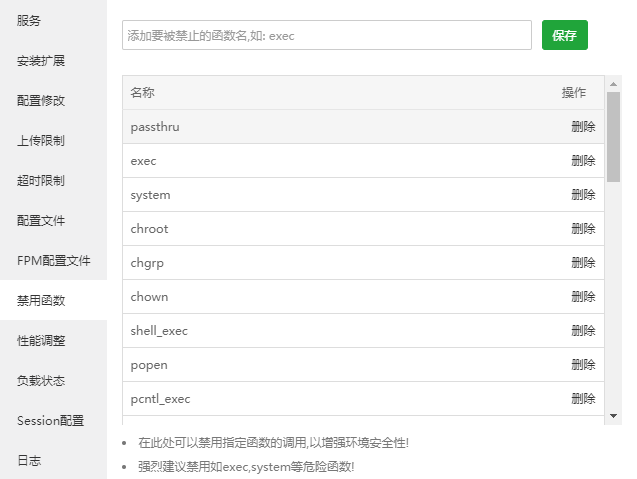 服务
安装扩展
配置修改
上传限制
超时限制
配置文件
FPM配置文件
禁用函数
性能调整
负载状态
Session配置
日志
添加要被禁止的函数名,如: exec
保存
名称 操作
passthru 删除
exec 删除
system 删除
chroot 删除
chgrp 删除
chown 删除
shell_exec 删除
popen 删除
pcntl_exec 删除
在此处可以禁用指定函数的调用,以增强环境安全性!
强烈建议禁用如exec,system等危险函数!